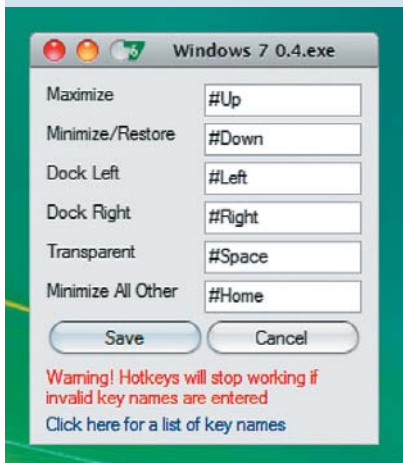 Windows 7 0.4.exe
Maximize #Up
Minimize/Restore #Down
Dock Left #Left
Dock Right #Right
Transparent #Space
Minimize All Other #Home
Save Cancel
Warning! Hotkeys will stop working if
invalid key names are entered
Click here for a list of key names